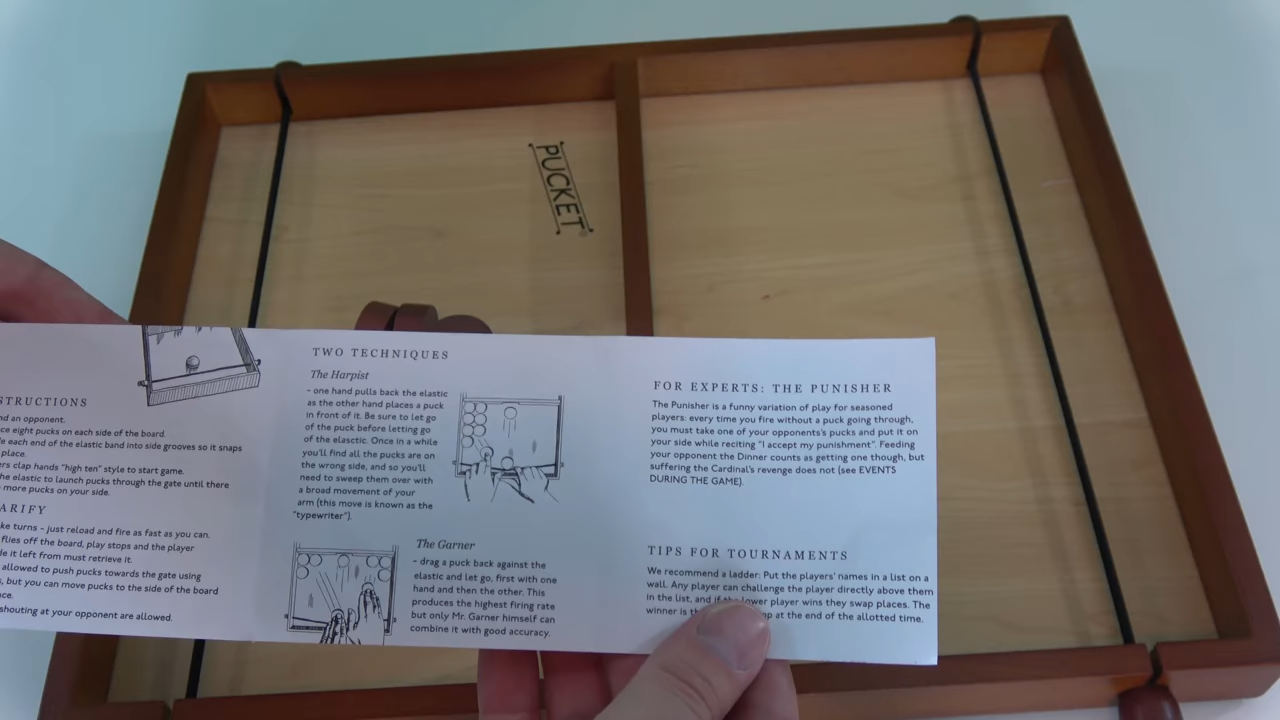 PUCKET
STRUCTIONS
nd an opponent.
ce eight pucks on each side of the board.
e each end of the elastic band into side grooves so it snaps
place.
ers clap hands "high ten" style to start game.
he elastic to launch pucks through the gate until there
more pucks on your side.
ARIFY
ke turns - just reload and fire as fast as you can.
flies off the board, play stops and the player
de it left from must retrieve it.
allowed to push pucks towards the gate using
s, but you can move pucks to the side of the board
nce.
shouting at your opponent are allowed.
TWO TECHNIQUES
The Harpist
- one hand pulls back the elastic
as the other hand places a puck
in front of it. Be sure to let go
of the puck before letting go
of the elasctic. Once in a while
you'll find all the pucks are on
the wrong side, and so you'll
need to sweep them over with
a broad movement of your
arm (this move is known as the
"typewriter").
The Garner
- drag a puck back against the
elastic and let go, first with one
hand and then the other. This
produces the highest firing rate
but only Mr. Garner himself can
combine it with good accuracy.
FOR EXPERTS: THE PUNISHER
The Punisher is a funny variation of play for seasoned
players: every time you fire without a puck going through,
you must take one of your opponents's pucks and put it on
your side while reciting "I accept my punishment". Feeding
your opponent the Dinner counts as getting one though, but
suffering the Cardinal's revenge does not (see EVENTS
DURING THE GAME).
TIPS FOR TOURNAMENTS
We recommend a ladder: Put the players' names in a list on a
wall. Any player can challenge the player directly above them
in the list, and if the lower player wins they swap places. The
winner is at the end of the allotted time.